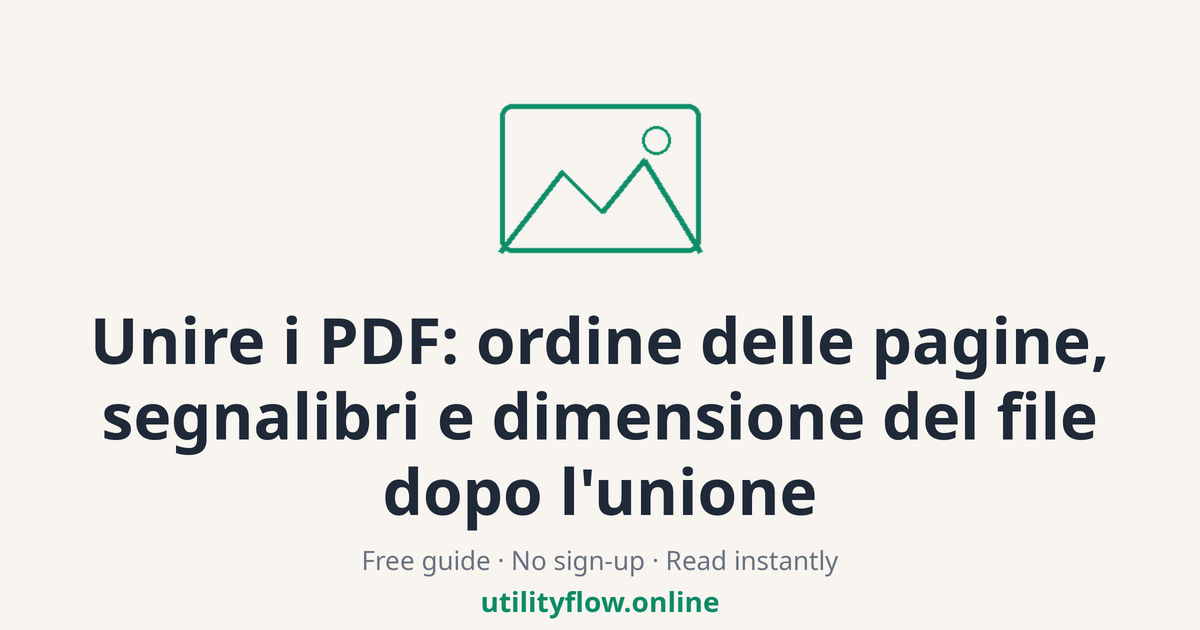 Unire i PDF: ordine delle pagine,
segnalibri e dimensione del file
dopo l'unione
Free guide · No sign-up · Read instantly
utilityflow.online